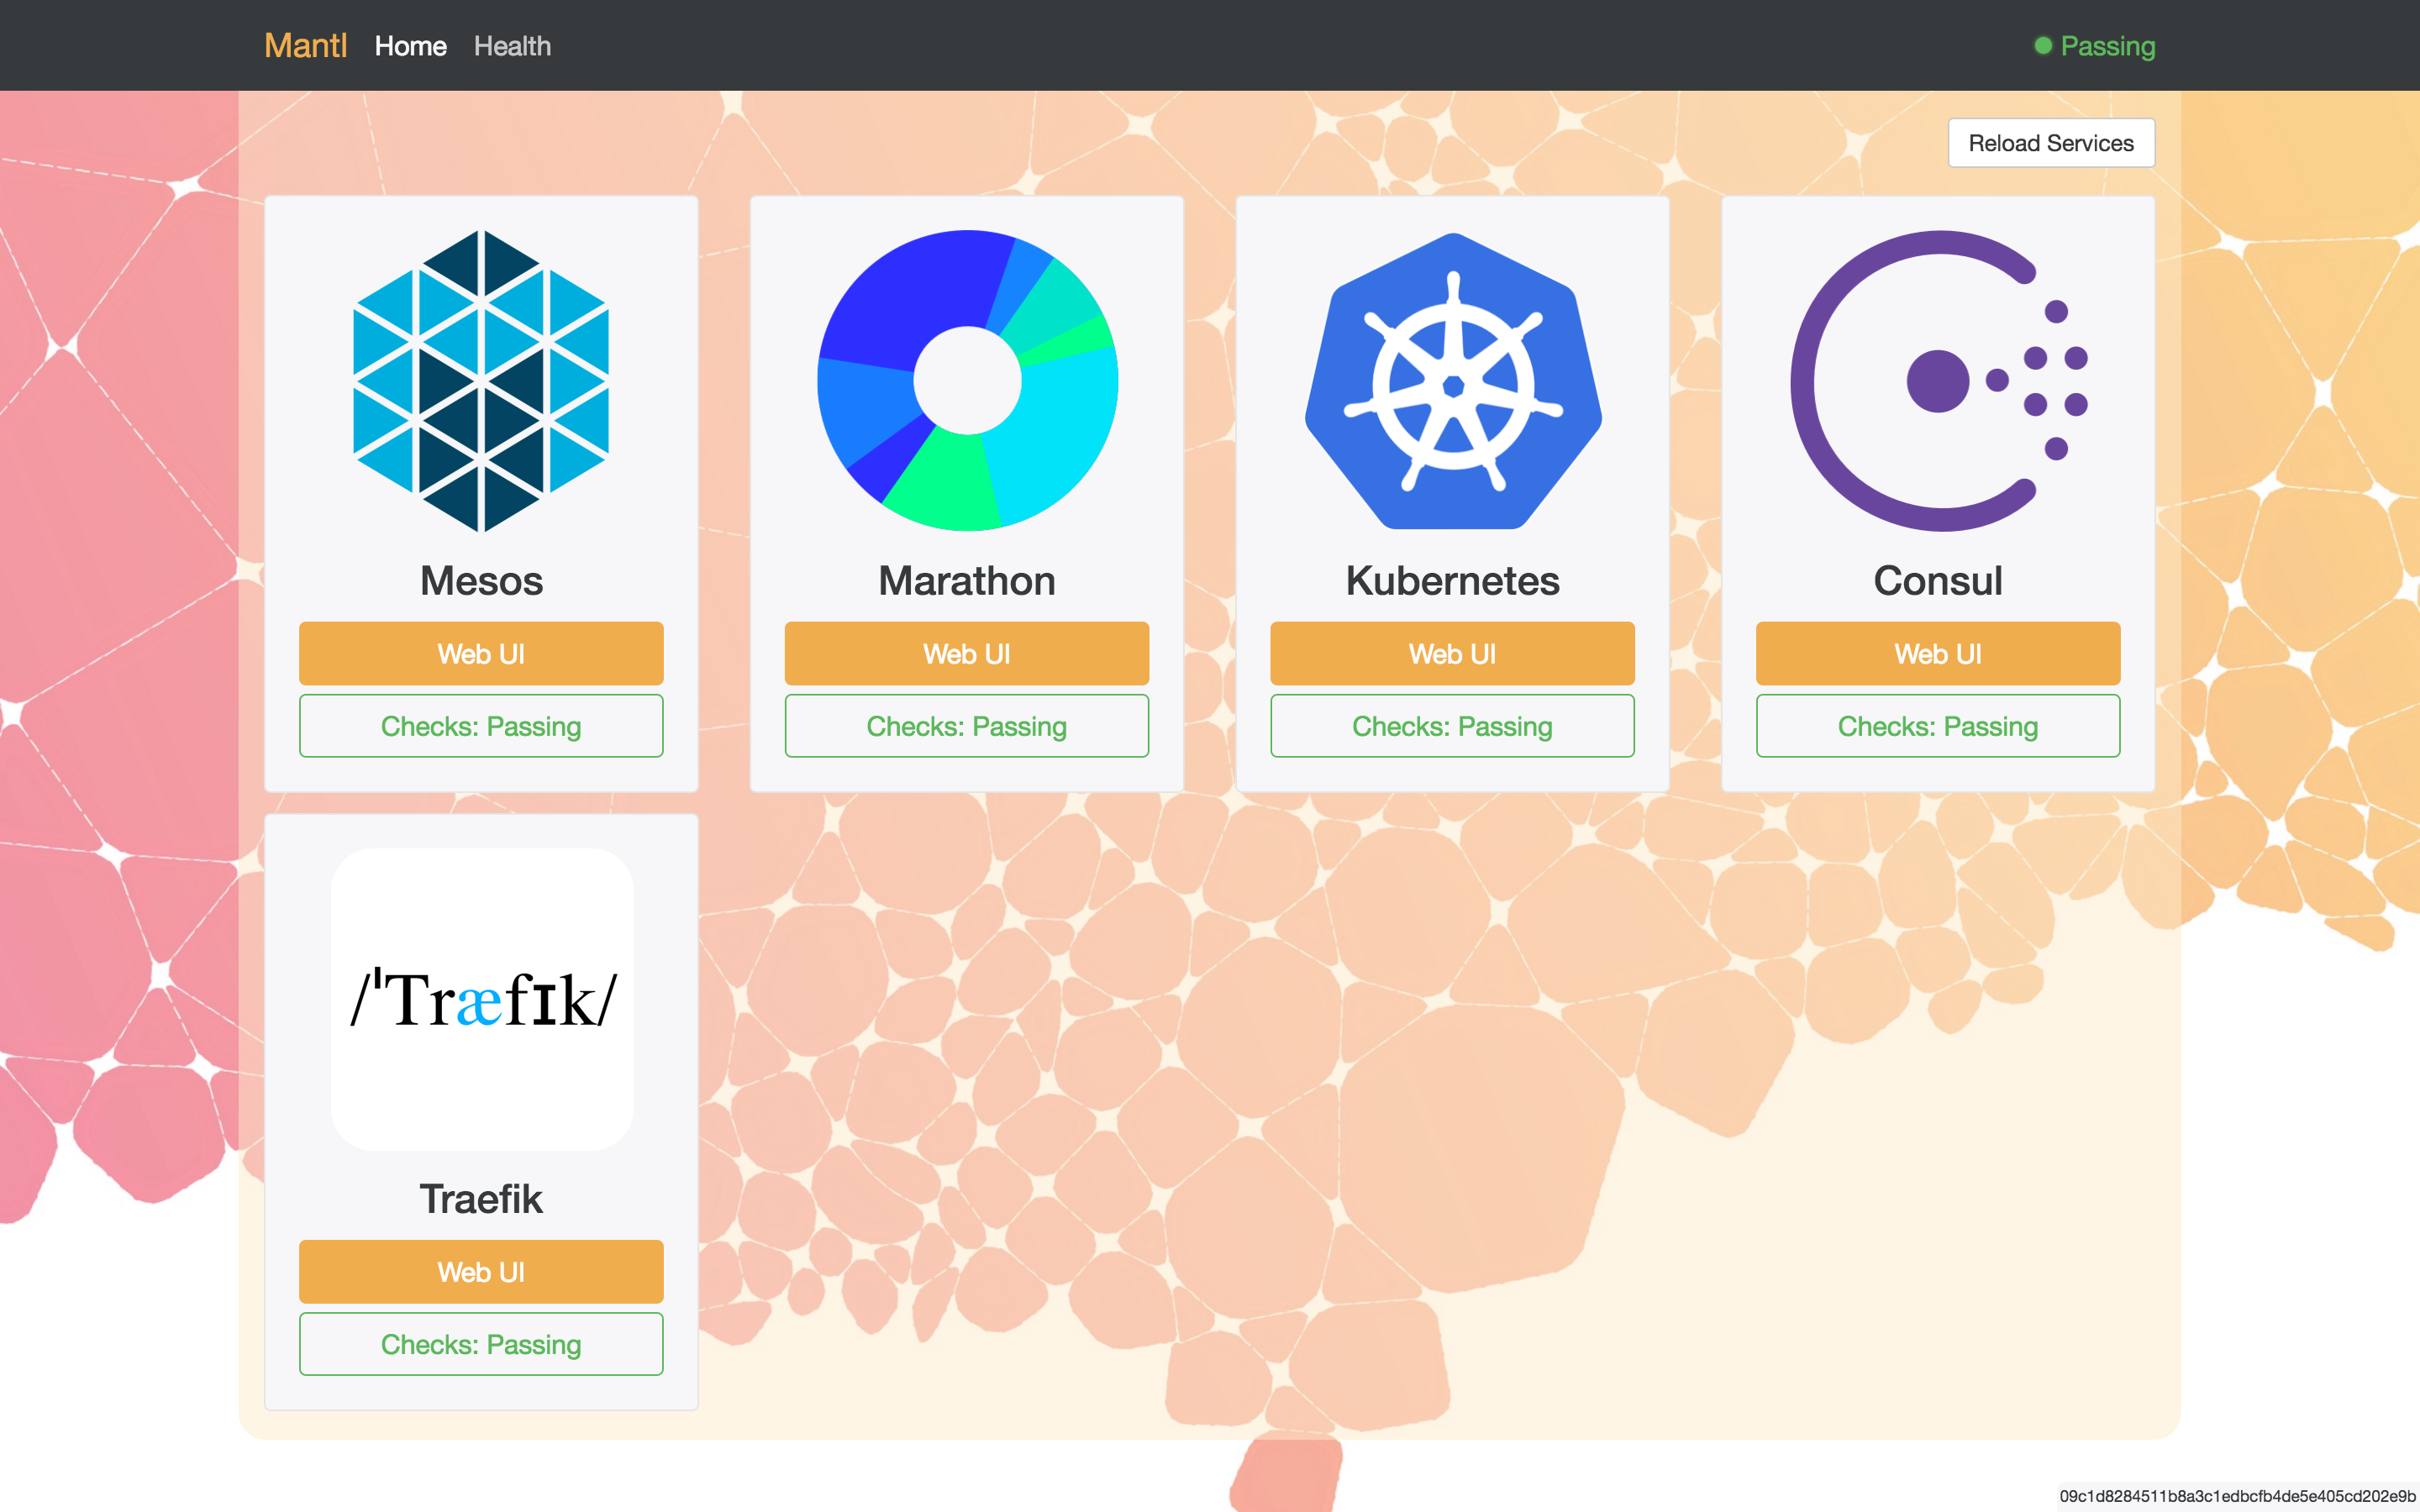 Mantl Home Health Passing
Reload Services
Mesos
Web UI
Checks: Passing
Marathon
Web UI
Checks: Passing
Kubernetes
Web UI
Checks: Passing
Consul
Web UI
Checks: Passing
/ˈTræfɪk/
Traefik
Web UI
Checks: Passing
09c1d8284511b8a3c1edbcfb4de5e405cd202e9b